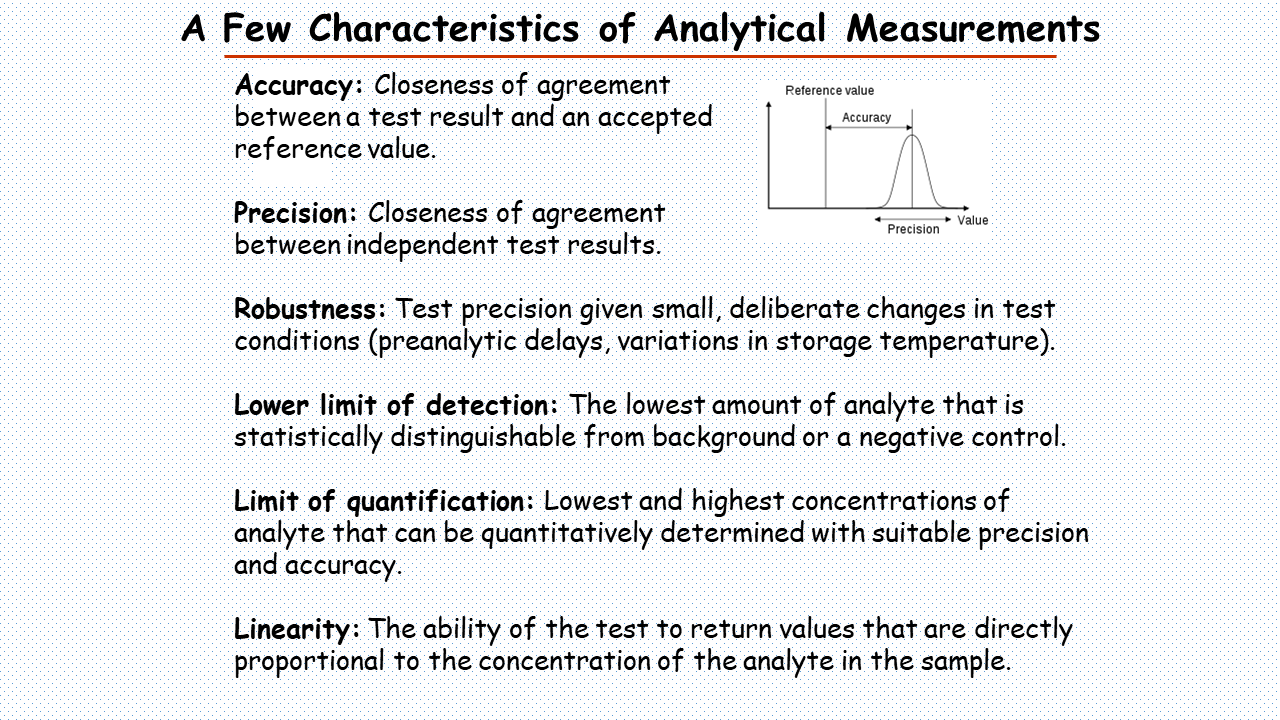 A Few Characteristics of Analytical Measurements
Accuracy: Closeness of agreement
between a test result and an accepted
reference value.
Reference value
Accuracy
Value
Precision
Precision: Closeness of agreement
between independent test results.
Robustness: Test precision given small, deliberate changes in test
conditions (preanalytic delays, variations in storage temperature).
Lower limit of detection: The lowest amount of analyte that is
statistically distinguishable from background or a negative control.
Limit of quantification: Lowest and highest concentrations of
analyte that can be quantitatively determined with suitable precision
and accuracy.
Linearity: The ability of the test to return values that are directly
proportional to the concentration of the analyte in the sample.